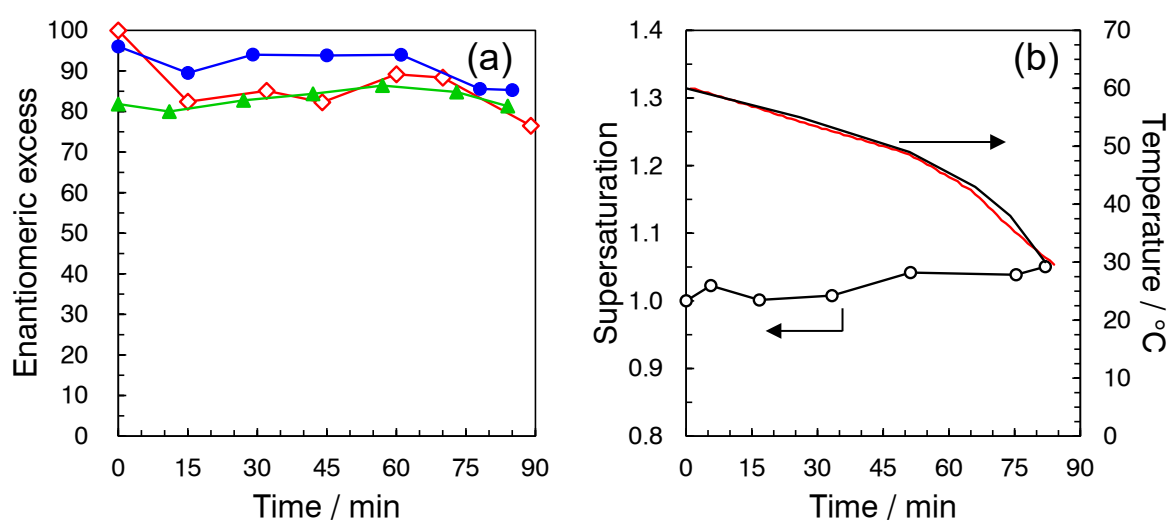 (a)
Enantiomeric excess
100
90
80
70
60
50
40
30
20
10
0
0 15 30 45 60 75 90
Time / min
(b)
Supersaturation
1.4
1.3
1.2
1.1
1.0
0.9
0.8
70
60
50
40
30
20
10
0
Temperature / °C
0 15 30 45 60 75 90
Time / min